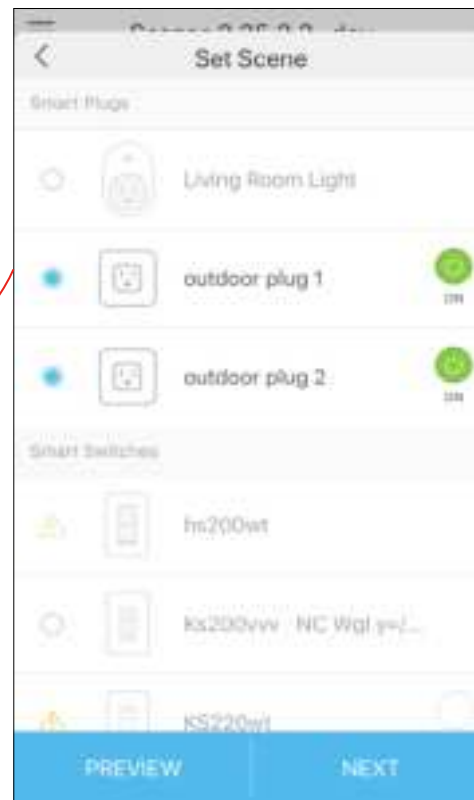 Set Scene
Smart Plugs
Living Room Light
outdoor plug 1
ON
outdoor plug 2
ON
Smart Switches
hs200wt
NC
KS220wt
PREVIEW
NEXT